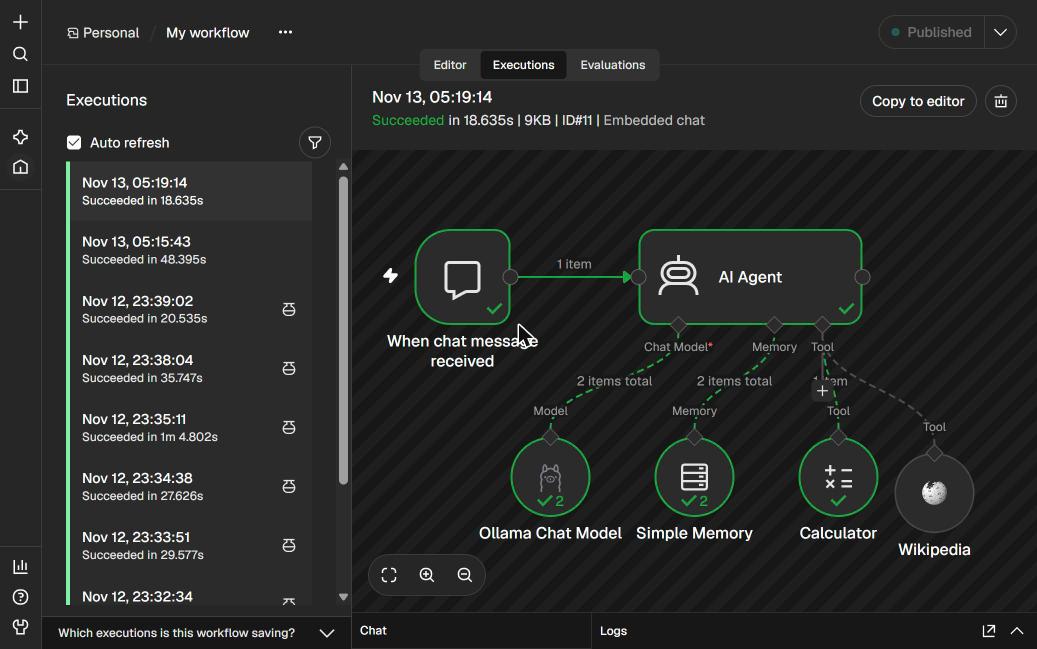 Personal / My workflow
Published
Editor
Executions
Evaluations
Executions
Auto refresh
Nov 13, 05:19:14
Succeeded in 18.635s
Nov 13, 05:15:43
Succeeded in 48.395s
Nov 12, 23:39:02
Succeeded in 20.535s
Nov 12, 23:38:04
Succeeded in 35.747s
Nov 12, 23:35:11
Succeeded in 1m 4.802s
Nov 12, 23:34:38
Succeeded in 27.626s
Nov 12, 23:33:51
Succeeded in 29.577s
Nov 12, 23:32:34
Which executions is this workflow saving?
Nov 13, 05:19:14
Succeeded in 18.635s | 9KB | ID#11 | Embedded chat
Copy to editor
1 item
AI Agent
When chat message
received
Chat Model*
Memory
Tool
2 items total
2 items total
1 item
Model
Memory
Tool
Tool
2
2
Ollama Chat Model
Simple Memory
Calculator
Wikipedia
Chat
Logs